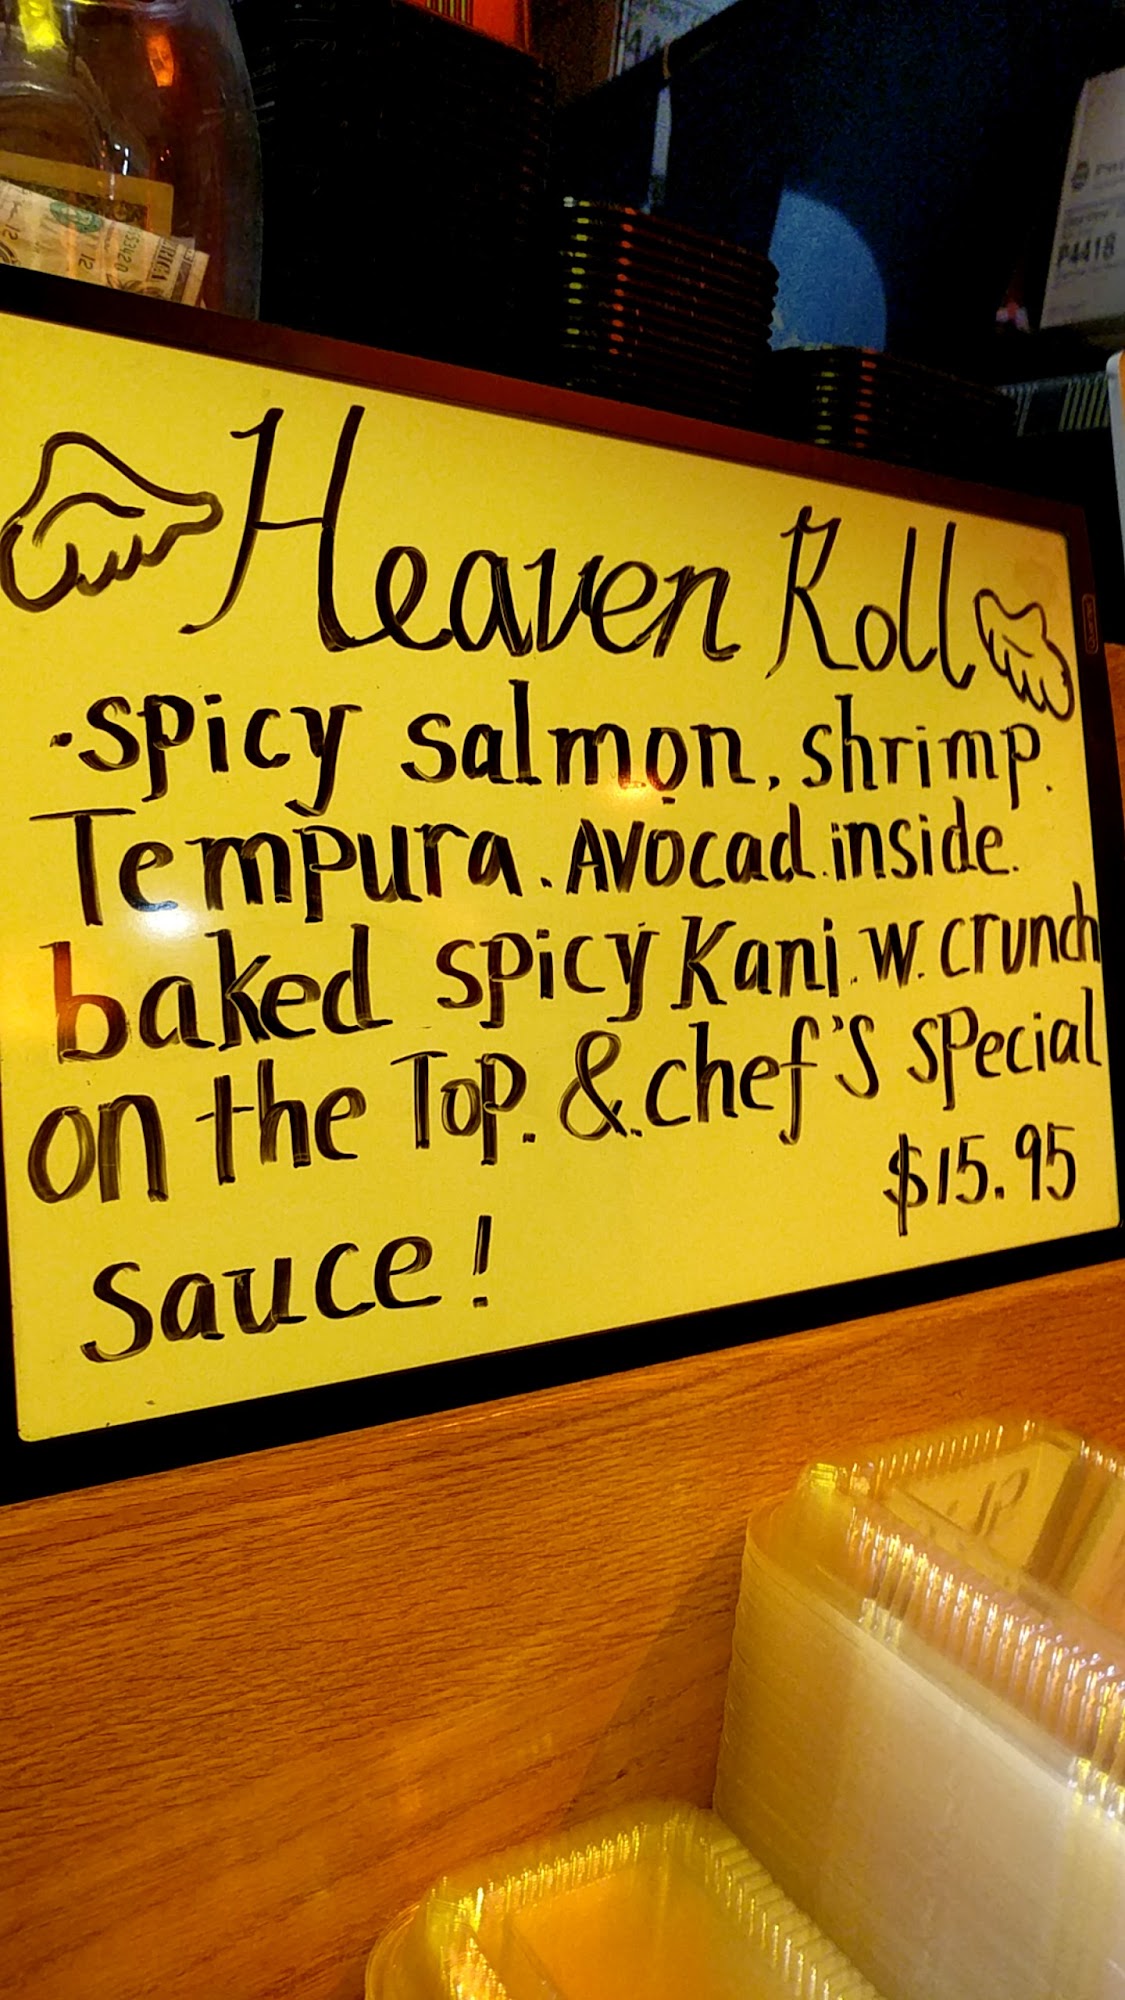 P4418
Heaven Roll
·spicy salmon, shrimp.
Tempura. Avocad. inside.
baked spicy Kani. w. crunch
on the Top. &. chef's special
$15.95
sauce!